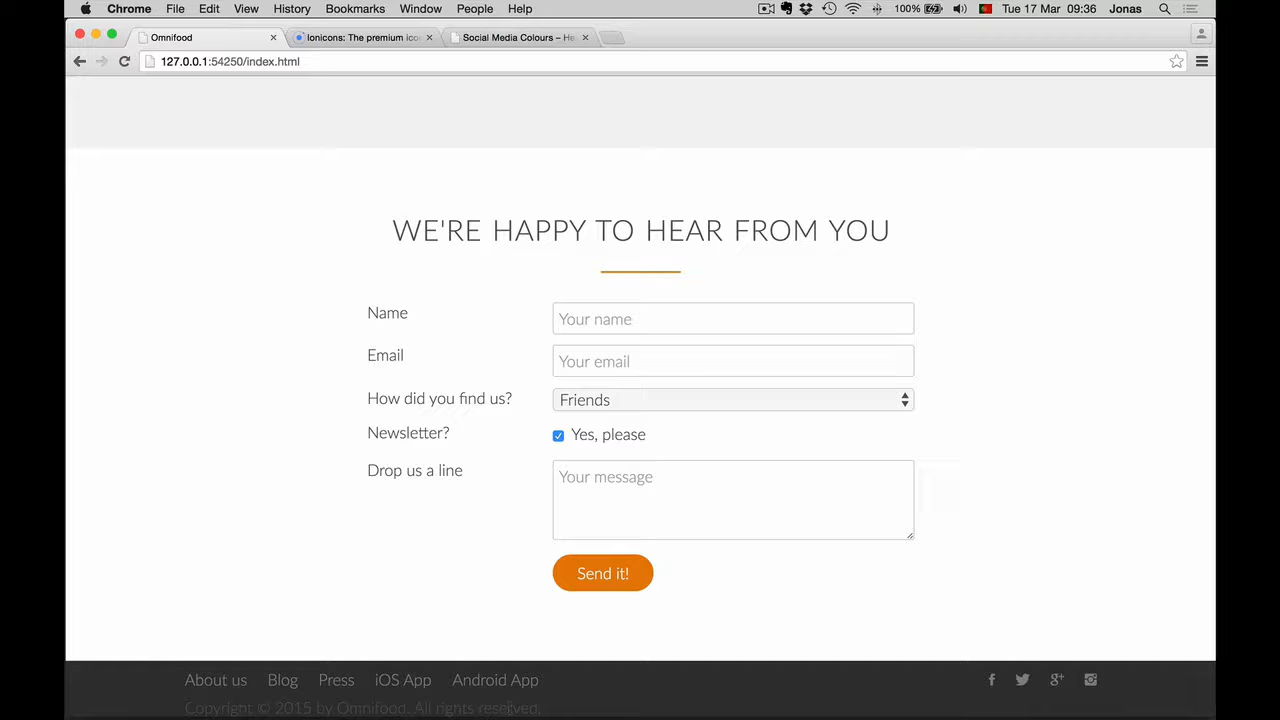 Chrome File Edit View History Bookmarks Window People Help 100% Tue 17 Mar 09:36 Jonas
Omnifood Ionicons: The premium ico Social Media Colours – He
127.0.0.1:54250/index.html
WE'RE HAPPY TO HEAR FROM YOU
Name Your name
Email Your email
How did you find us? Friends
Newsletter? Yes, please
Drop us a line Your message
Send it!
About us Blog Press iOS App Android App
Copyright © 2015 by Omnifood. All rights reserved.